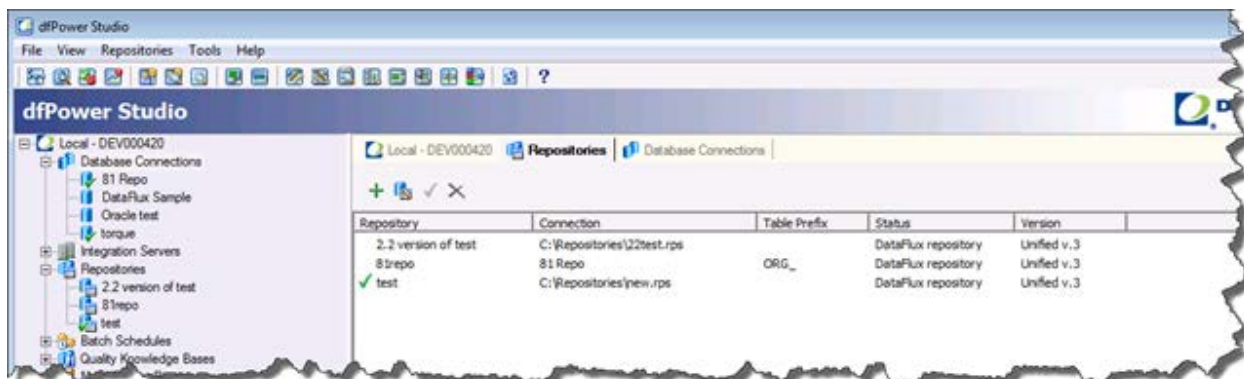 dfPower Studio
File View Repositories Tools Help
?
dfPower Studio
D
Local - DEV000420
Database Connections
81 Repo
DataFlux Sample
Oracle test
torque
Integration Servers
Repositories
2.2 version of test
81repo
test
Batch Schedules
Quality Knowledge Bases
Local - DEV000420 Repositories Database Connections
Repository Connection Table Prefix Status Version
2.2 version of test C:\Repositories\22test.rps DataFlux repository Unified v.3
81repo 81 Repo ORG_ DataFlux repository Unified v.3
test C:\Repositories\new.rps DataFlux repository Unified v.3